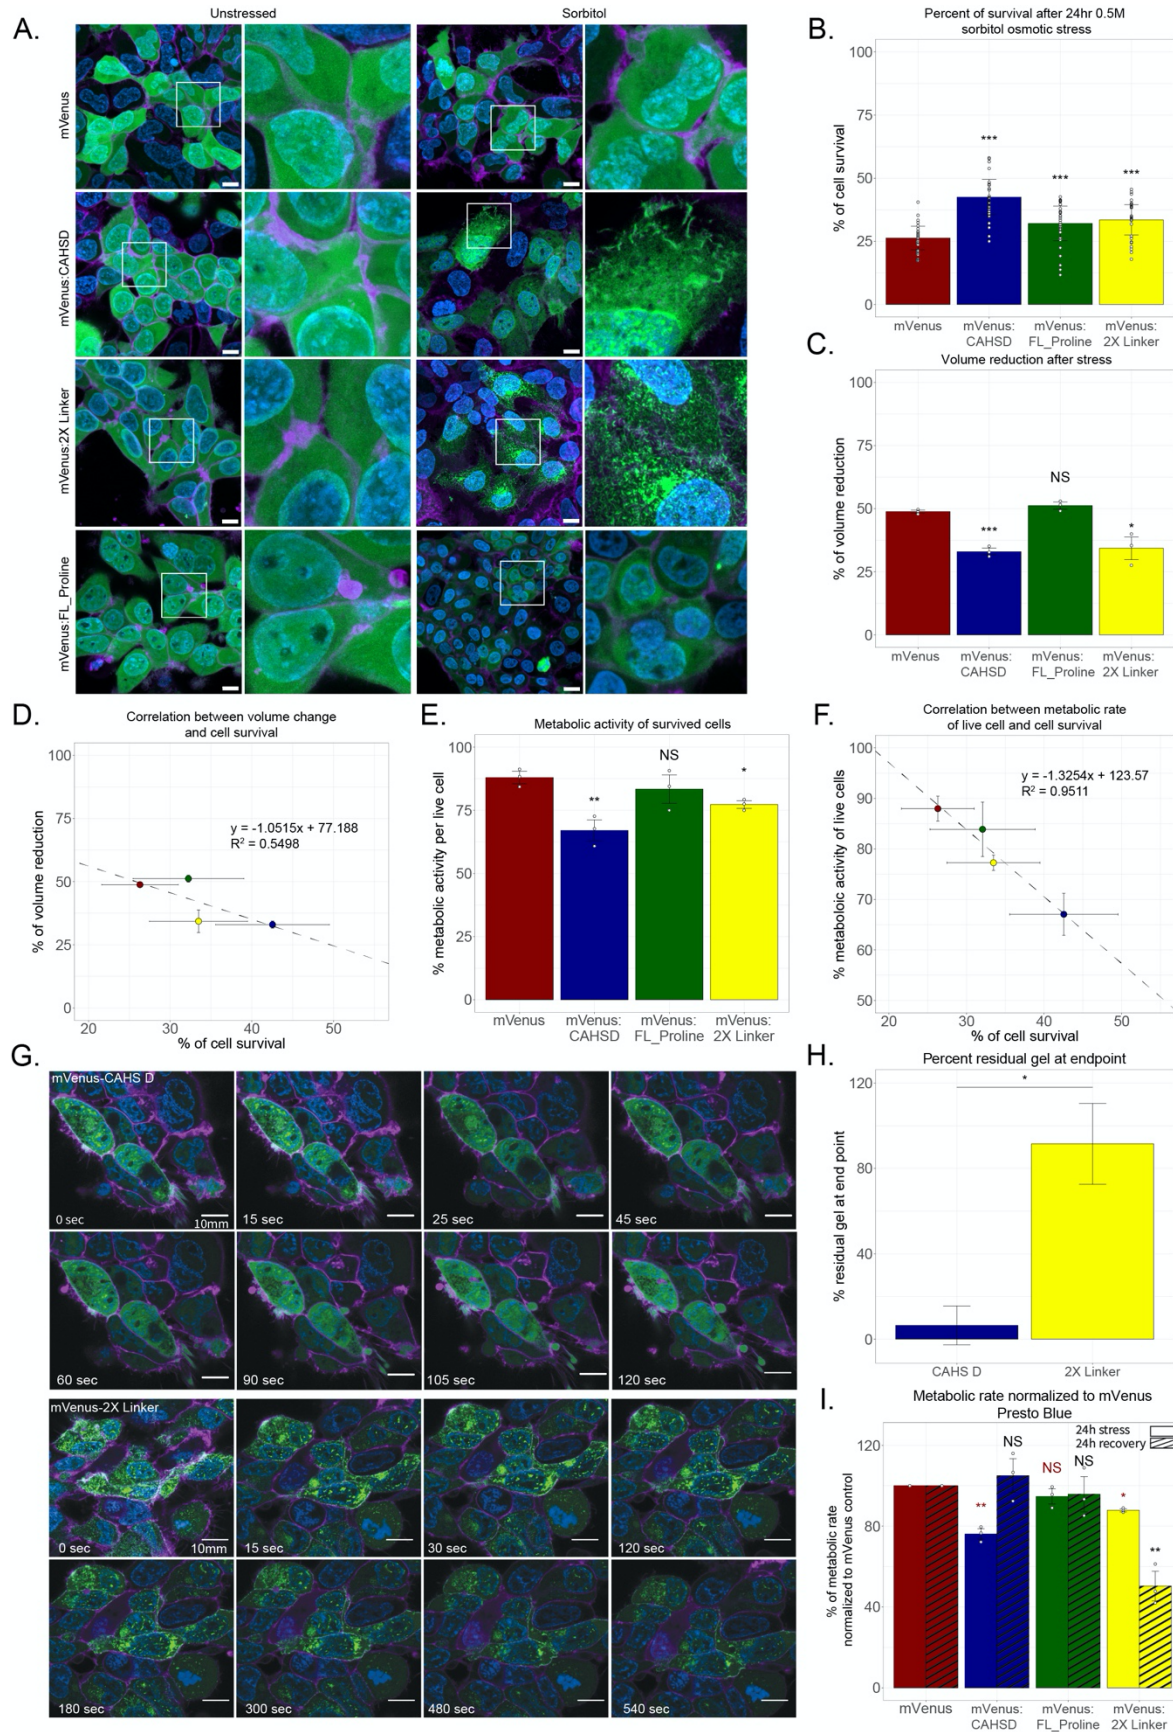 A.
Unstressed
Sorbitol
mVenus
mVenus:CAHSD
mVenus:2X Linker
mVenus:FL_Proline
B.
Percent of survival after 24hr 0.5M
sorbitol osmotic stress
% of cell survival
100
75
50
25
0
***
***
***
mVenus
mVenus:
CAHSD
mVenus:
FL_Proline
mVenus:
2X Linker
C.
Volume reduction after stress
% of volume reduction
100
75
50
25
0
***
NS
*
mVenus
mVenus:
CAHSD
mVenus:
FL_Proline
mVenus:
2X Linker
D.
Correlation between volume change
and cell survival
% of volume reduction
100
75
50
25
0
y = -1.0515x + 77.188
R² = 0.5498
20
30
40
50
% of cell survival
E.
Metabolic activity of survived cells
% metabolic activity per live cell
100
75
50
25
0
**
NS
*
mVenus
mVenus:
CAHSD
mVenus:
FL_Proline
mVenus:
2X Linker
F.
Correlation between metabolic rate
of live cell and cell survival
% metaboloic activity of live cells
100
90
80
70
60
50
y = -1.3254x + 123.57
R² = 0.9511
20
30
40
50
% of cell survival
G.
mVenus-CAHS D
0 sec
10mm
15 sec
25 sec
45 sec
60 sec
90 sec
105 sec
120 sec
mVenus-2X Linker
0 sec
10mm
15 sec
30 sec
120 sec
180 sec
300 sec
480 sec
540 sec
H.
Percent residual gel at endpoint
% residual gel at end point
120
80
40
0
*
CAHS D
2X Linker
I.
Metabolic rate normalized to mVenus
Presto Blue
24h stress
24h recovery
% of metabolic rate
normalized to mVenus control
120
80
40
0
**
NS
NS
NS
*
**
mVenus
mVenus:
CAHSD
mVenus:
FL_Proline
mVenus:
2X Linker